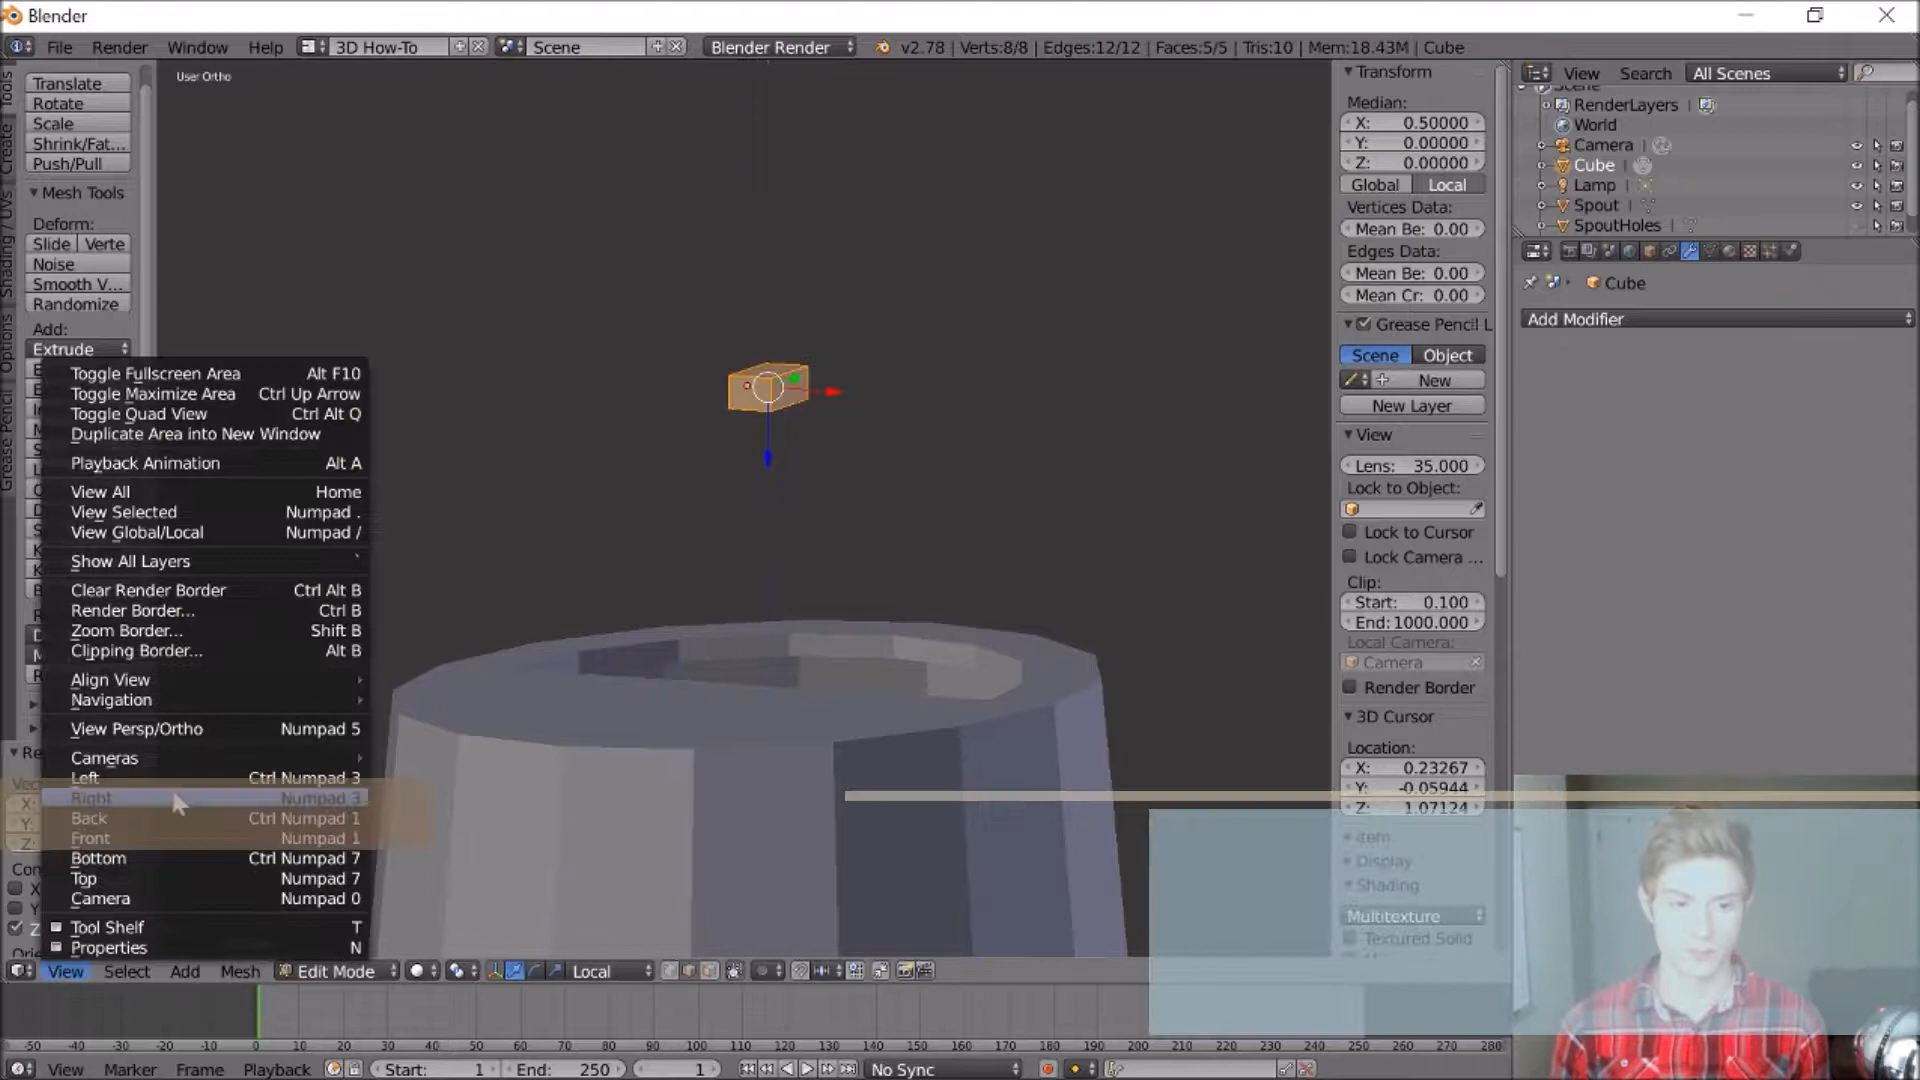 Blender
File Render Window Help 3D How-To Scene Blender Render v2.78 | Verts:8/8 | Edges:12/12 | Faces:5/5 | Tris:10 | Mem:18.43M | Cube
User Ortho
Tools
Create
Shading / UVs
Options
Grease Pencil
Translate
Rotate
Scale
Shrink/Fat...
Push/Pull
Mesh Tools
Deform:
Slide Verte
Noise
Smooth V...
Randomize
Add:
Extrude
Toggle Fullscreen Area Alt F10
Toggle Maximize Area Ctrl Up Arrow
Toggle Quad View Ctrl Alt Q
Duplicate Area into New Window
Playback Animation Alt A
View All Home
View Selected Numpad .
View Global/Local Numpad /
Show All Layers `
Clear Render Border Ctrl Alt B
Render Border... Ctrl B
Zoom Border... Shift B
Clipping Border... Alt B
Align View
Navigation
View Persp/Ortho Numpad 5
Cameras
Left Ctrl Numpad 3
Right Numpad 3
Back Ctrl Numpad 1
Front Numpad 1
Bottom Ctrl Numpad 7
Top Numpad 7
Camera Numpad 0
Tool Shelf T
Properties N
Re
Vec
X:
Y:
Z:
Con
X
Y
Z
Ori
Transform
Median:
X: 0.50000
Y: 0.00000
Z: 0.00000
Global Local
Vertices Data:
Mean Be: 0.00
Edges Data:
Mean Be: 0.00
Mean Cr: 0.00
Grease Pencil L
Scene Object
New
New Layer
View
Lens: 35.000
Lock to Object:
Lock to Cursor
Lock Camera ...
Clip:
Start: 0.100
End: 1000.000
Local Camera:
Camera
Render Border
3D Cursor
Location:
X: 0.23267
Y: -0.05944
Z: 1.07124
Item
Display
Shading
Multitexture
Textured Solid
View Search All Scenes
Scene
RenderLayers
World
Camera
Cube
Lamp
Spout
SpoutHoles
Cube
Add Modifier
View Select Add Mesh Edit Mode Local
-50 -40 -30 -20 -10 0 10 20 30 40 50 60 70 80 90 100 110 120 130 140 150 160 170 180 190 200 210 220 230 240 250 260 270 280
View Marker Frame Playback Start: 1 End: 250 1 No Sync